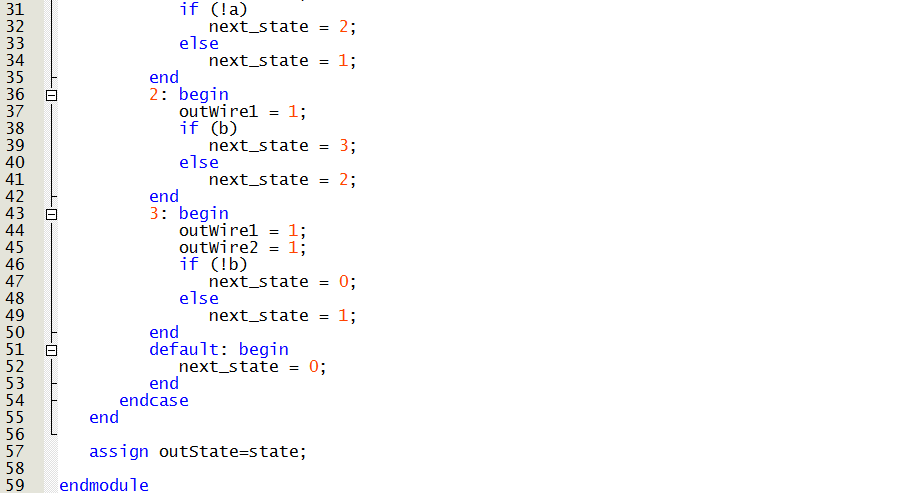 31 if (!a)
32 next_state = 2;
33 else
34 next_state = 1;
35 end
36 2: begin
37 outWire1 = 1;
38 if (b)
39 next_state = 3;
40 else
41 next_state = 2;
42 end
43 3: begin
44 outWire1 = 1;
45 outWire2 = 1;
46 if (!b)
47 next_state = 0;
48 else
49 next_state = 1;
50 end
51 default: begin
52 next_state = 0;
53 end
54 endcase
55 end
56
57 assign outState=state;
58
59 endmodule